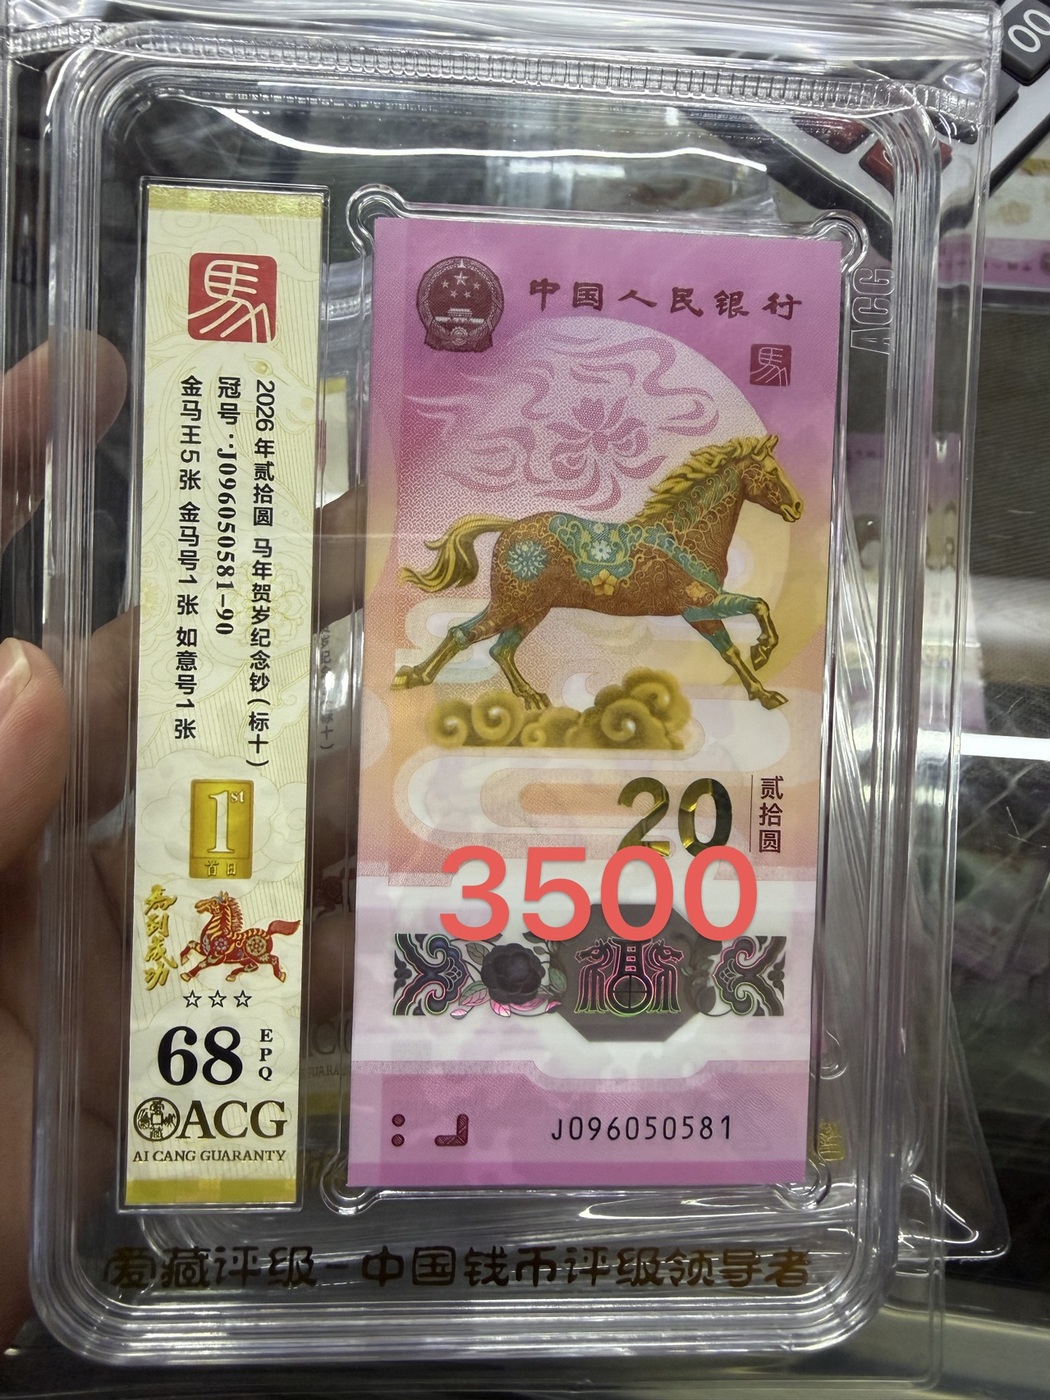 00
馬
2026年贰拾圆 马年贺岁纪念钞(标十)
冠号:J096050581-90
金马王5张 金马号1张 如意号1张
1st
首日
马到成功
☆☆☆
68 EPQ
ACG
AI CANG GUARANTY
中国人民银行
馬
20 贰拾圆
3500
J096050581
ACG
爱藏评级-中国钱币评级领导者